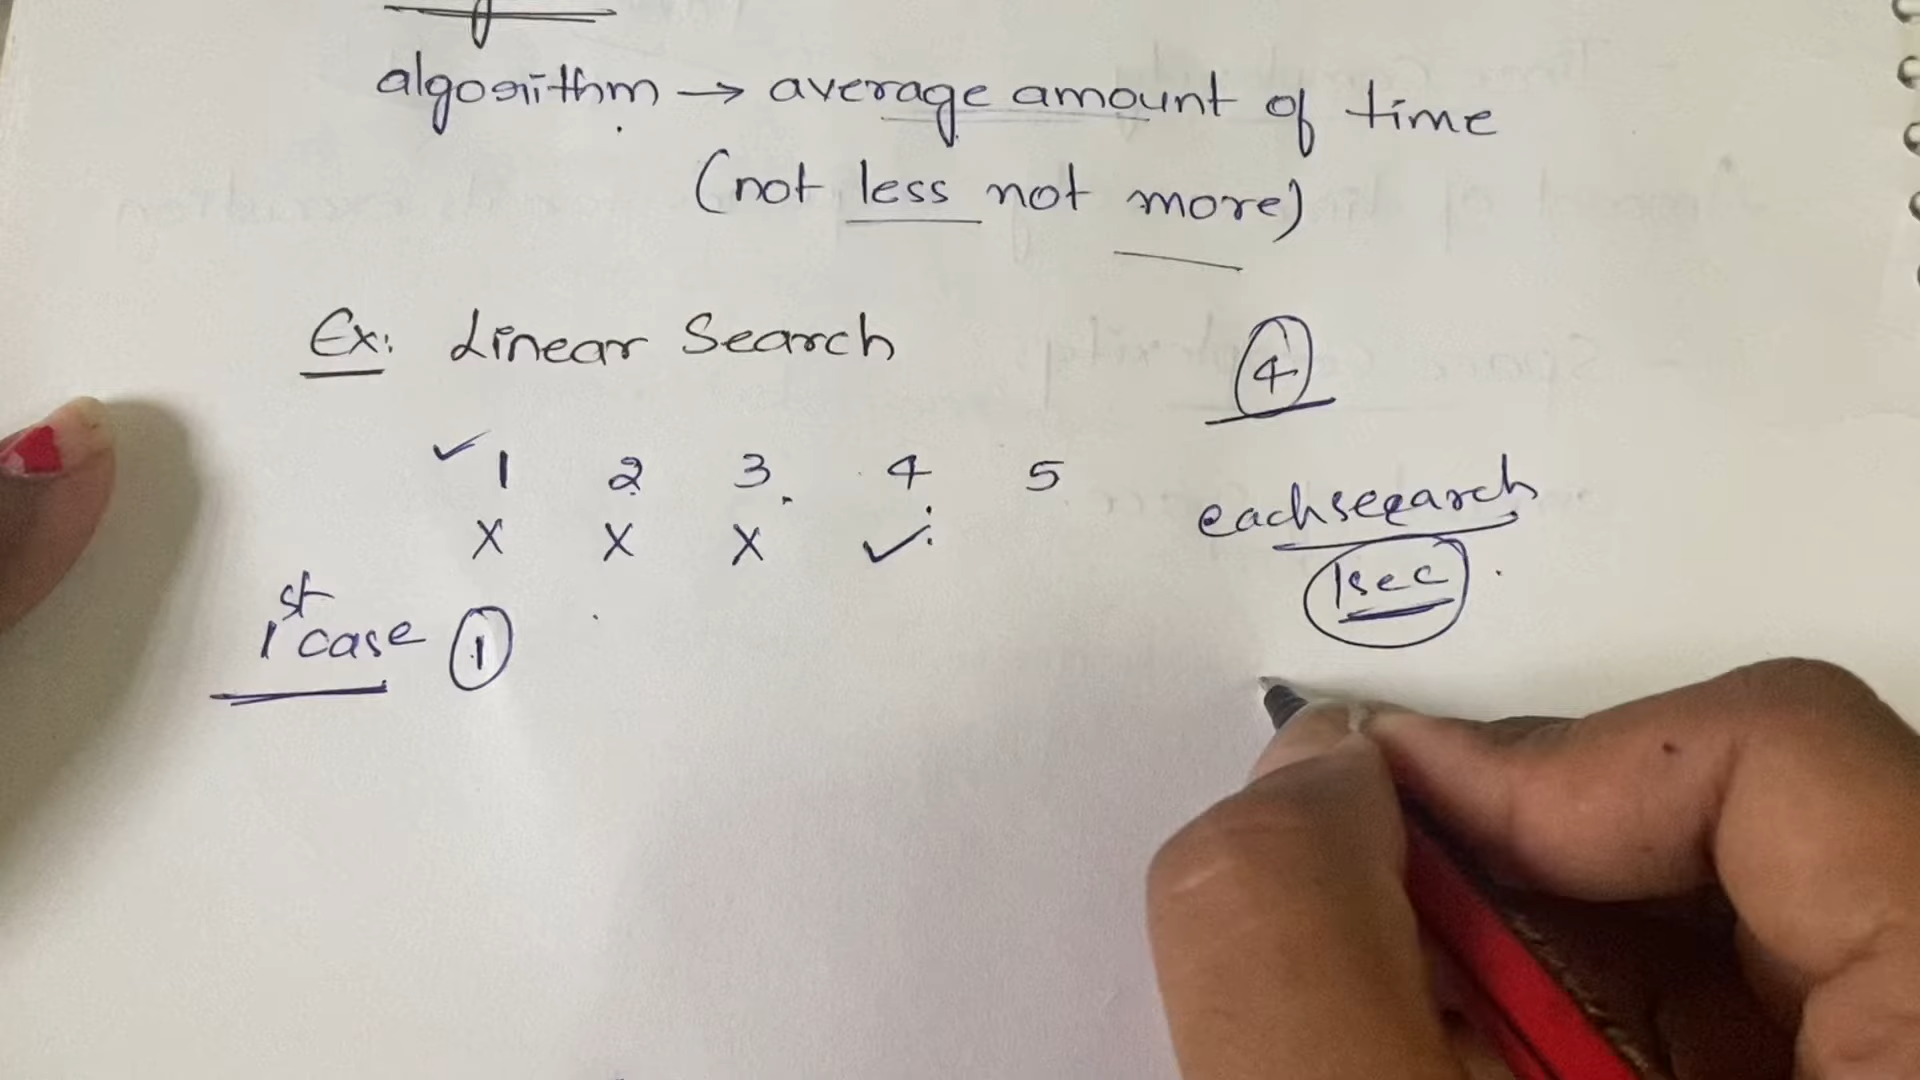 algorithm → average amount of time
(not less not more)
Ex: Linear Search
4
✓ 1 2 3 4 5
X X X ✓
each seearch
1sec
1st case 1